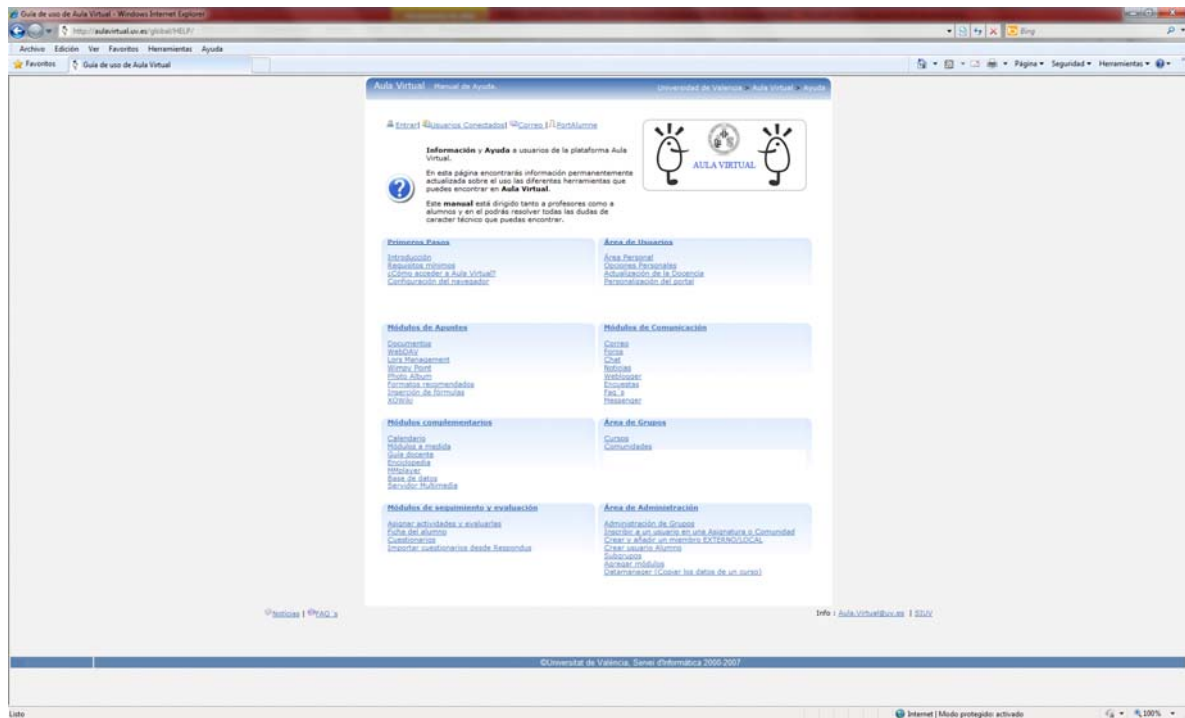 Guía de uso de Aula Virtual - Windows Internet Explorer
http://aulavirtual.uv.es/global/HELP/
Bing
Archivo Edición Ver Favoritos Herramientas Ayuda
Favoritos Guía de uso de Aula Virtual
Página Seguridad Herramientas
Aula Virtual Manual de Ayuda.
Universidad de Valencia > Aula Virtual > Ayuda
Entrar| Usuarios Conectados| Correo | PortAlumne
AULA VIRTUAL
Información y Ayuda a usuarios de la plataforma Aula
Virtual.
En esta página encontrarás información permanentemente
actualizada sobre el uso las diferentes herramientas que
puedes encontrar en Aula Virtual.
Este manual está dirigido tanto a profesores como a
alumnos y en el podrás resolver todas las dudas de
caracter técnico que puedas encontrar.
Primeros Pasos
Introducción
Requisitos mínimos
¿Cómo acceder a Aula Virtual?
Configuración del navegador
Área de Usuarios
Área Personal
Opciones Personales
Actualización de la Docencia
Personalización del portal
Módulos de Apuntes
Documentos
WebDAV
Lors Management
Wimpy Point
Photo Album
Formatos recomendados
Inserción de fórmulas
XOWiki
Módulos de Comunicación
Correo
Foros
Chat
Noticias
Weblogger
Encuestas
Faq´s
Messenger
Módulos complementarios
Calendario
Módulos a medida
Guía docente
Enciclopedia
MMplayer
Base de datos
Servidor Multimedia
Área de Grupos
Cursos
Comunidades
Módulos de seguimiento y evaluación
Asignar actividades y evaluarlas
Ficha del alumno
Cuestionarios
Importar cuestionarios desde Respondus
Área de Administración
Administración de Grupos
Inscribir a un usuario en una Asignatura o Comunidad
Crear y añadir un miembro EXTERNO/LOCAL
Crear usuario Alumno
Subgrupos
Agregar módulos
Datamanager (Copiar los datos de un curso)
Noticias | FAQ´s
Info : Aula.Virtual@uv.es | SIUV
©Universitat de València, Servei d'Informàtica 2000-2007
Listo
Internet | Modo protegido: activado
100%